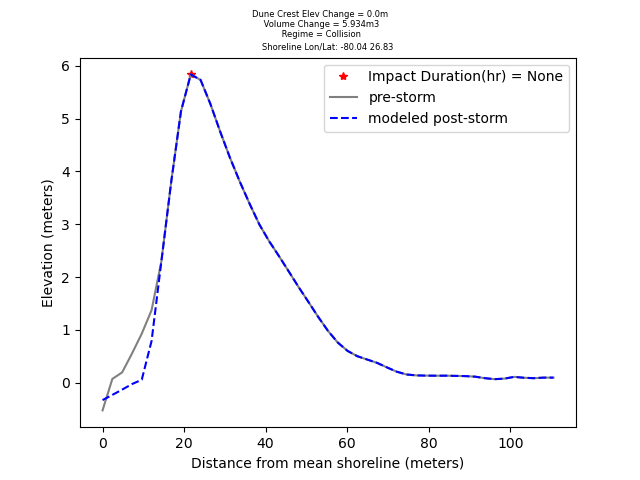 Dune Crest Elev Change = 0.0m
Volume Change = 5.934m3
Regime = Collision
Shoreline Lon/Lat: -80.04 26.83
Impact Duration(hr) = None
pre-storm
modeled post-storm
Elevation (meters)
6
5
4
3
2
1
0
0 20 40 60 80 100
Distance from mean shoreline (meters)